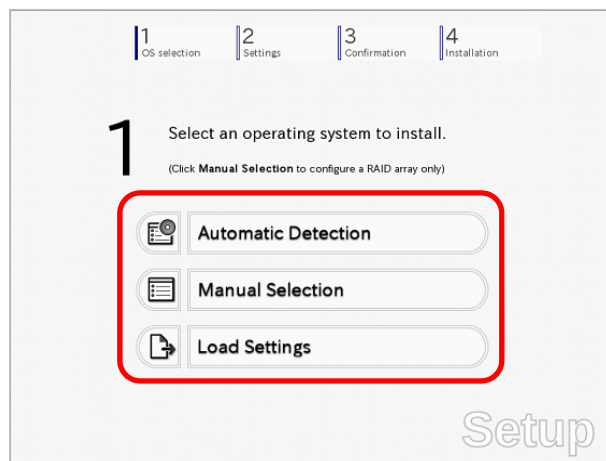 1 2 3 4
OS selection Settings Confirmation Installation
1
Select an operating system to install.
(Click Manual Selection to configure a RAID array only)
Automatic Detection
Manual Selection
Load Settings
Setup